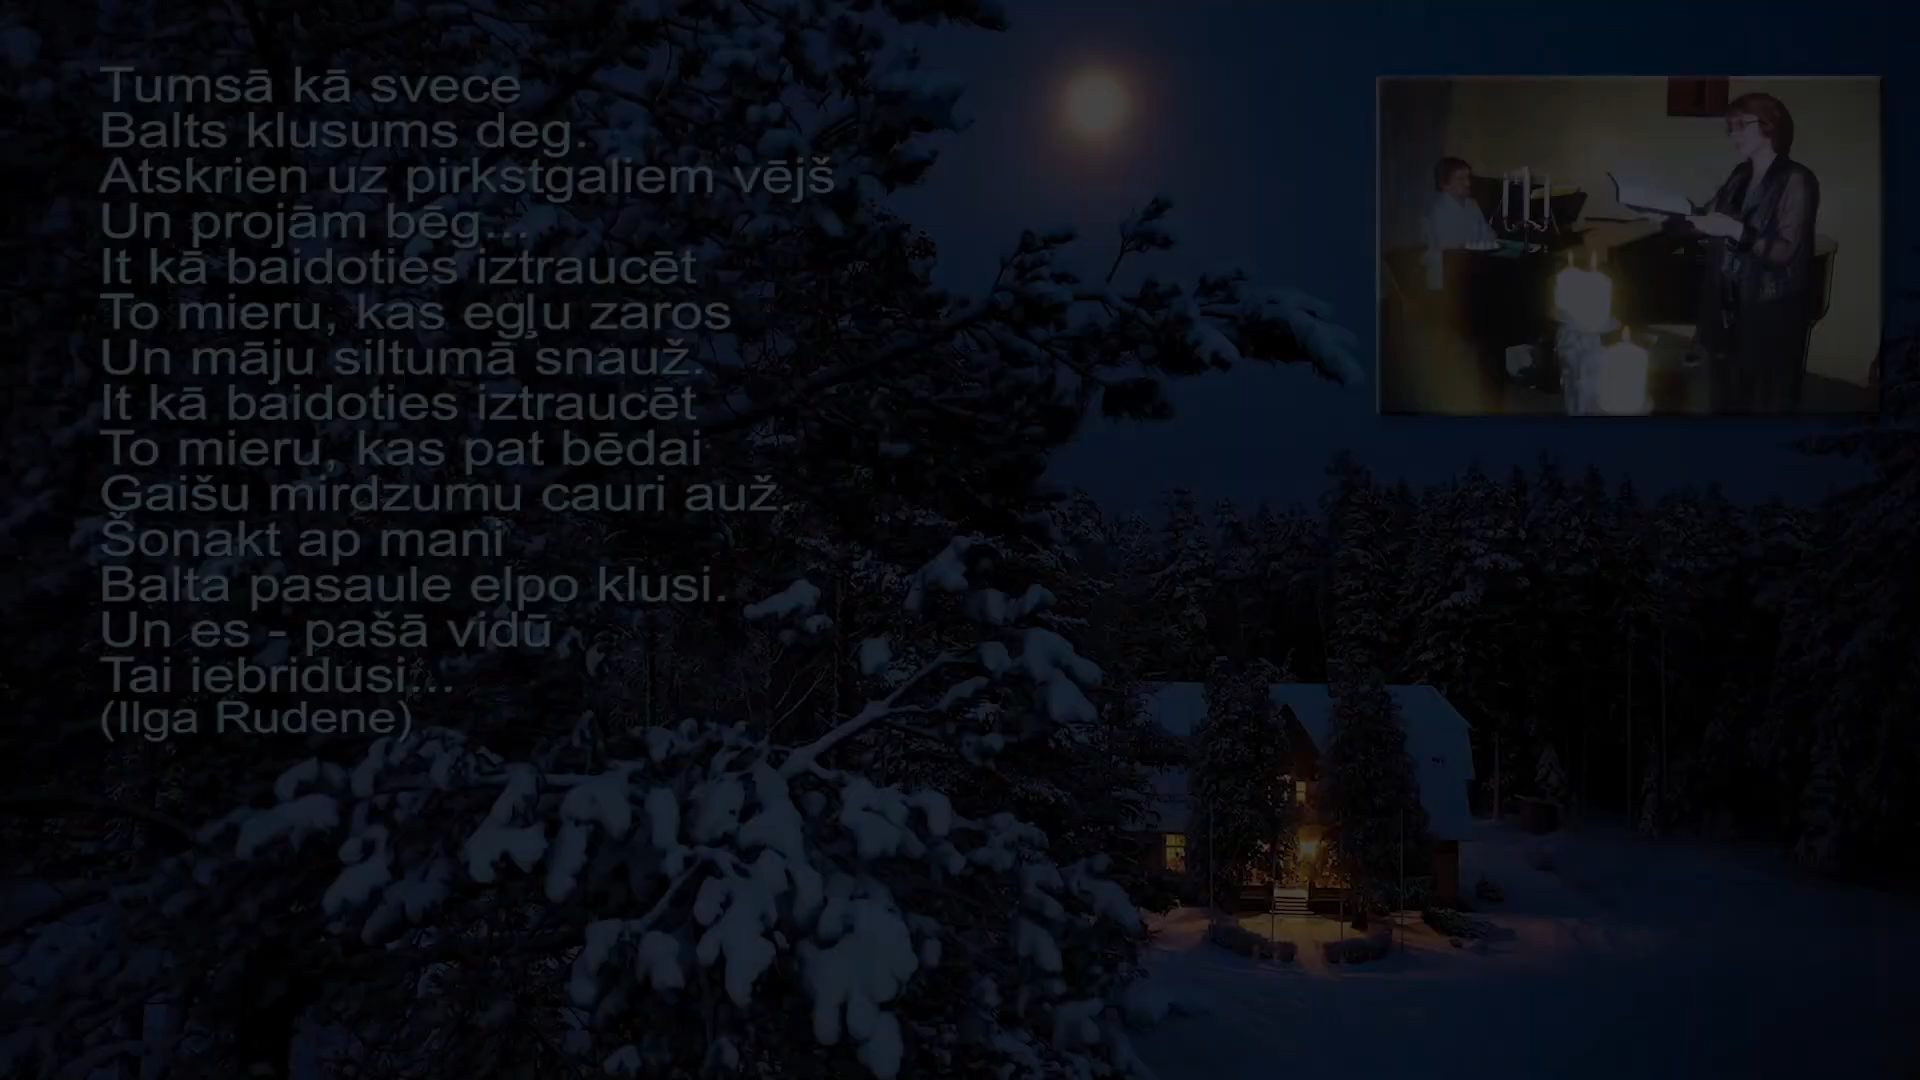 Tumsā kā svece
Balts klusums deg.
Atskrien uz pirkstgaliem vējš
Un projām bēg...
It kā baidoties iztraucēt
To mieru, kas egļu zaros
Un māju siltumā snauž.
It kā baidoties iztraucēt
To mieru, kas pat bēdai
Gaišu mirdzumu cauri auž.
Šonakt ap mani
Balta pasaule elpo klusi.
Un es - pašā vidū
Tai iebridusi...
(Ilga Rudene)